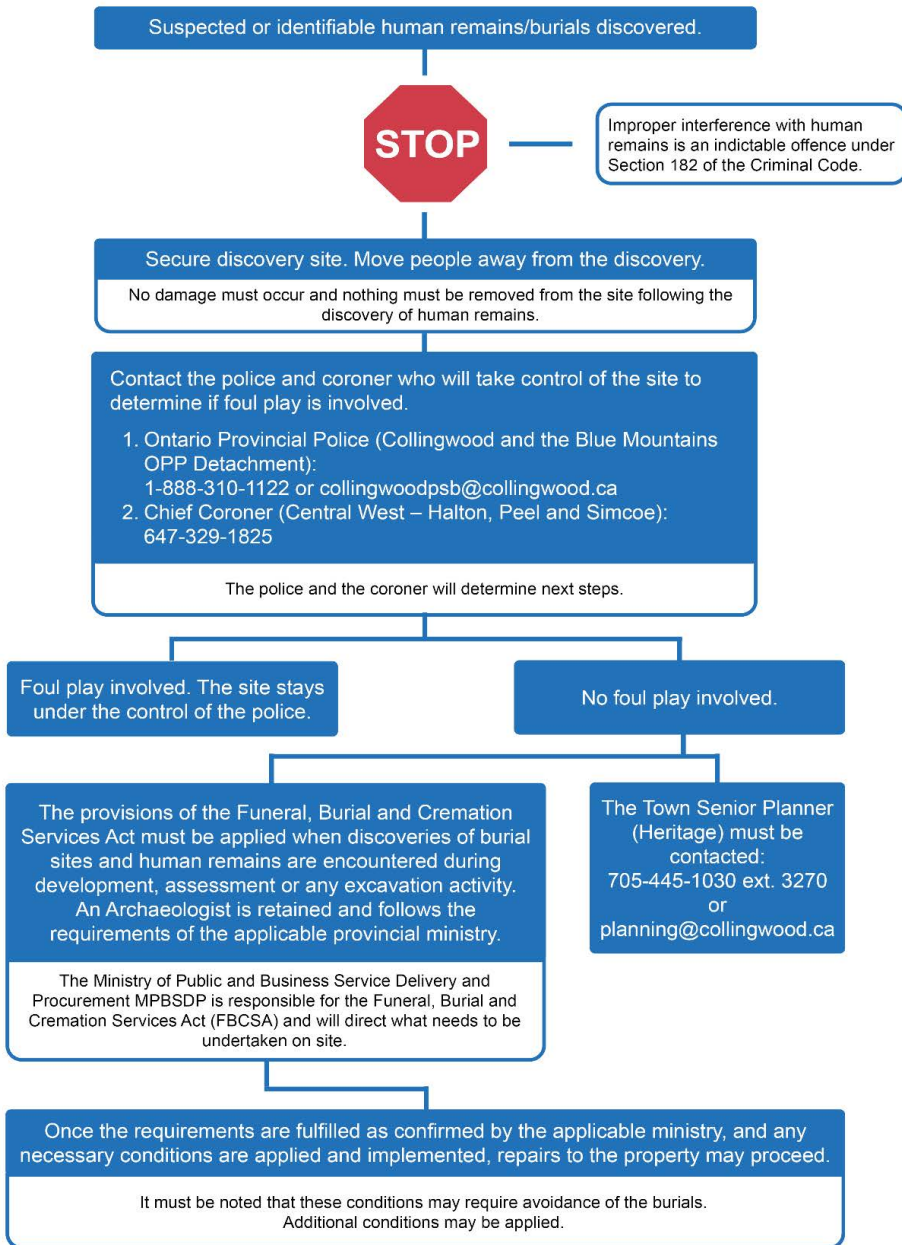 Suspected or identifiable human remains/burials discovered.
STOP
Improper interference with human
remains is an indictable offence under
Section 182 of the Criminal Code.
Secure discovery site. Move people away from the discovery.
No damage must occur and nothing must be removed from the site following the
discovery of human remains.
Contact the police and coroner who will take control of the site to
determine if foul play is involved.
1. Ontario Provincial Police (Collingwood and the Blue Mountains
OPP Detachment):
1-888-310-1122 or collingwoodpsb@collingwood.ca
2. Chief Coroner (Central West – Halton, Peel and Simcoe):
647-329-1825
The police and the coroner will determine next steps.
Foul play involved. The site stays
under the control of the police.
No foul play involved.
The provisions of the Funeral, Burial and Cremation
Services Act must be applied when discoveries of burial
sites and human remains are encountered during
development, assessment or any excavation activity.
An Archaeologist is retained and follows the
requirements of the applicable provincial ministry.
The Ministry of Public and Business Service Delivery and
Procurement MPBSDP is responsible for the Funeral, Burial and
Cremation Services Act (FBCSA) and will direct what needs to be
undertaken on site.
The Town Senior Planner
(Heritage) must be
contacted:
705-445-1030 ext. 3270
or
planning@collingwood.ca
Once the requirements are fulfilled as confirmed by the applicable ministry, and any
necessary conditions are applied and implemented, repairs to the property may proceed.
It must be noted that these conditions may require avoidance of the burials.
Additional conditions may be applied.